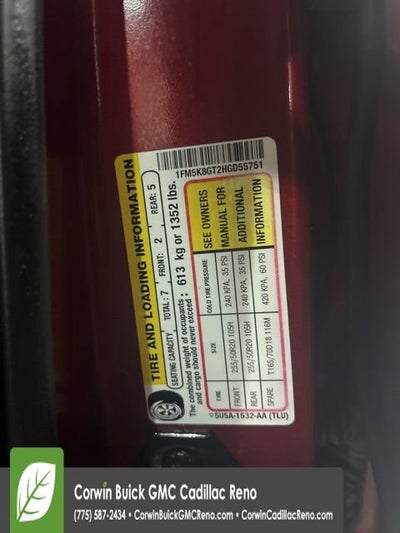 TIRE AND LOADING INFORMATION
1FM5K8GT2HGD55751
SEATING CAPACITY TOTAL: 7 FRONT: 2 REAR: 5
The combined weight of occupants and cargo should never exceed: 613 kg or 1352 lbs.
TIRE SIZE COLD TIRE PRESSURE
FRONT 255/50R20 105H 240 KPA, 35 PSI
REAR 255/50R20 105H 240 KPA, 35 PSI
SPARE T165/70D18 116M 420 KPA, 60 PSI
SEE OWNERS
MANUAL FOR
ADDITIONAL
INFORMATION
5U5A-1532-AA (TLU)
Corwin Buick GMC Cadillac Reno
(775) 587-2434 • CorwinBuickGMCReno.com • CorwinCadillacReno.com